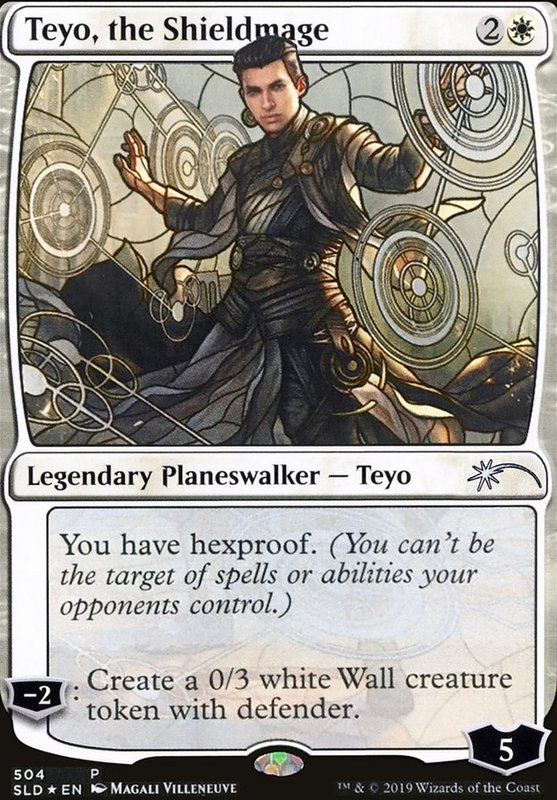 Teyo, the Shieldmage 2
Legendary Planeswalker — Teyo
You have hexproof. (You can't be
the target of spells or abilities your
opponents control.)
−2 : Create a 0/3 white Wall creature
token with defender.
5
504 P
SLD ★ EN MAGALI VILLENEUVE
™ & © 2019 Wizards of the Coast